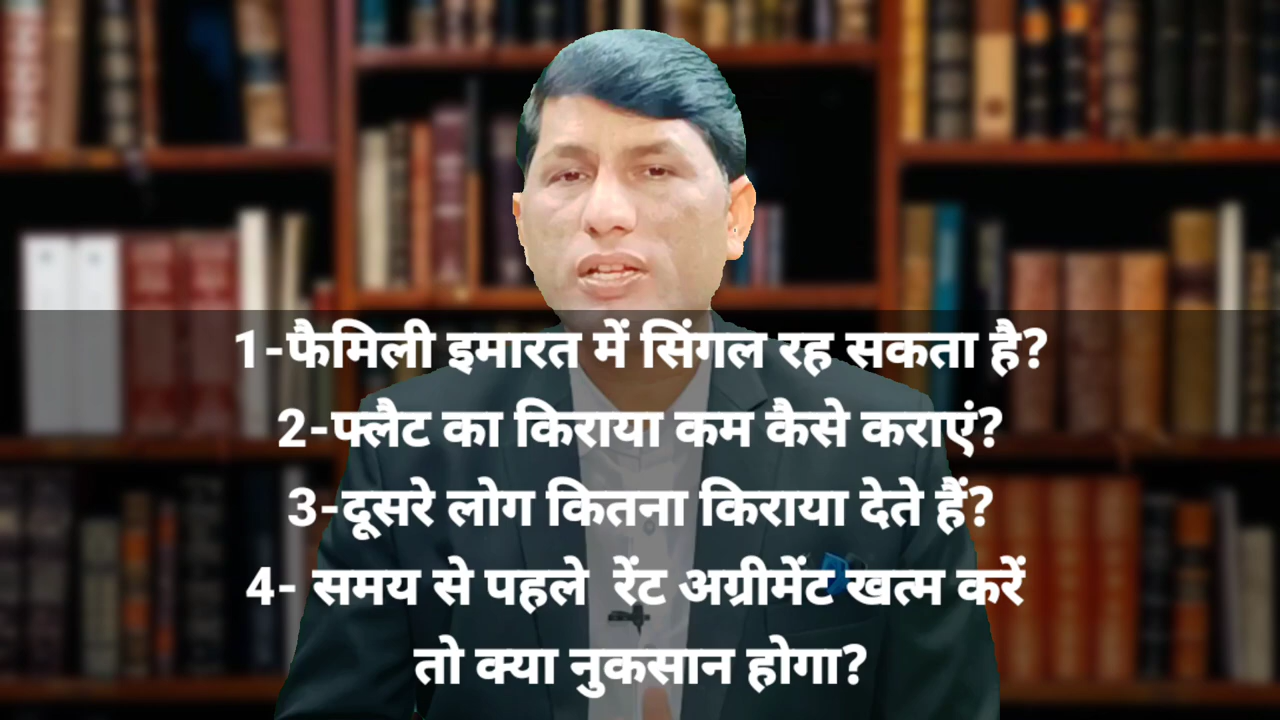 1-फैमिली इमारत में सिंगल रह सकता है?
2-फ्लैट का किराया कम कैसे कराएं?
3-दूसरे लोग कितना किराया देते हैं?
4- समय से पहले  रेंट अग्रीमेंट खत्म करें
तो क्या नुकसान होगा?